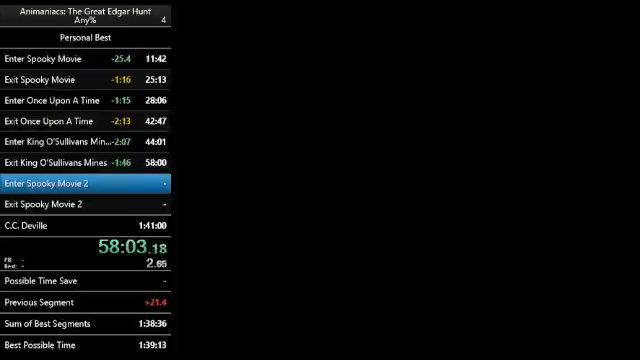 Animaniacs: The Great Edgar Hunt
Any% 4
Personal Best
Enter Spooky Movie -25.4 11:42
Exit Spooky Movie -1:16 25:13
Enter Once Upon A Time -1:15 28:06
Exit Once Upon A Time -2:13 42:47
Enter King O'Sullivans Min... -2:07 44:01
Exit King O'Sullivans Mines -1:46 58:00
Enter Spooky Movie 2 -
Exit Spooky Movie 2 -
C.C. Deville 1:41:00
58:03.18
PB: -
Best: - 2.65
Possible Time Save -
Previous Segment +21.4
Sum of Best Segments 1:38:36
Best Possible Time 1:39:13